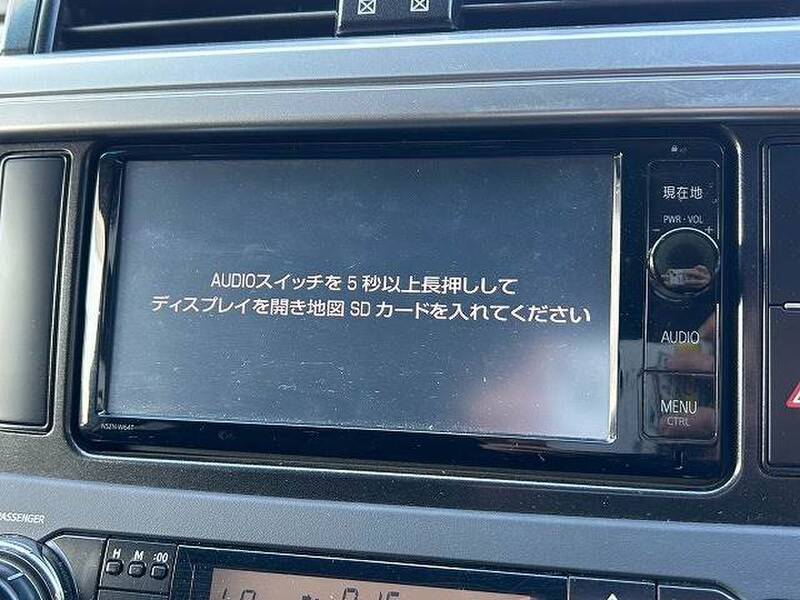 現在地
PWR・VOL
− +
AUDIOスイッチを 5 秒以上長押しして
ディスプレイを開き地図 SD カードを入れてください
AUDIO
MENU
CTRL
NSZN-W64T
PASSENGER
H M :00